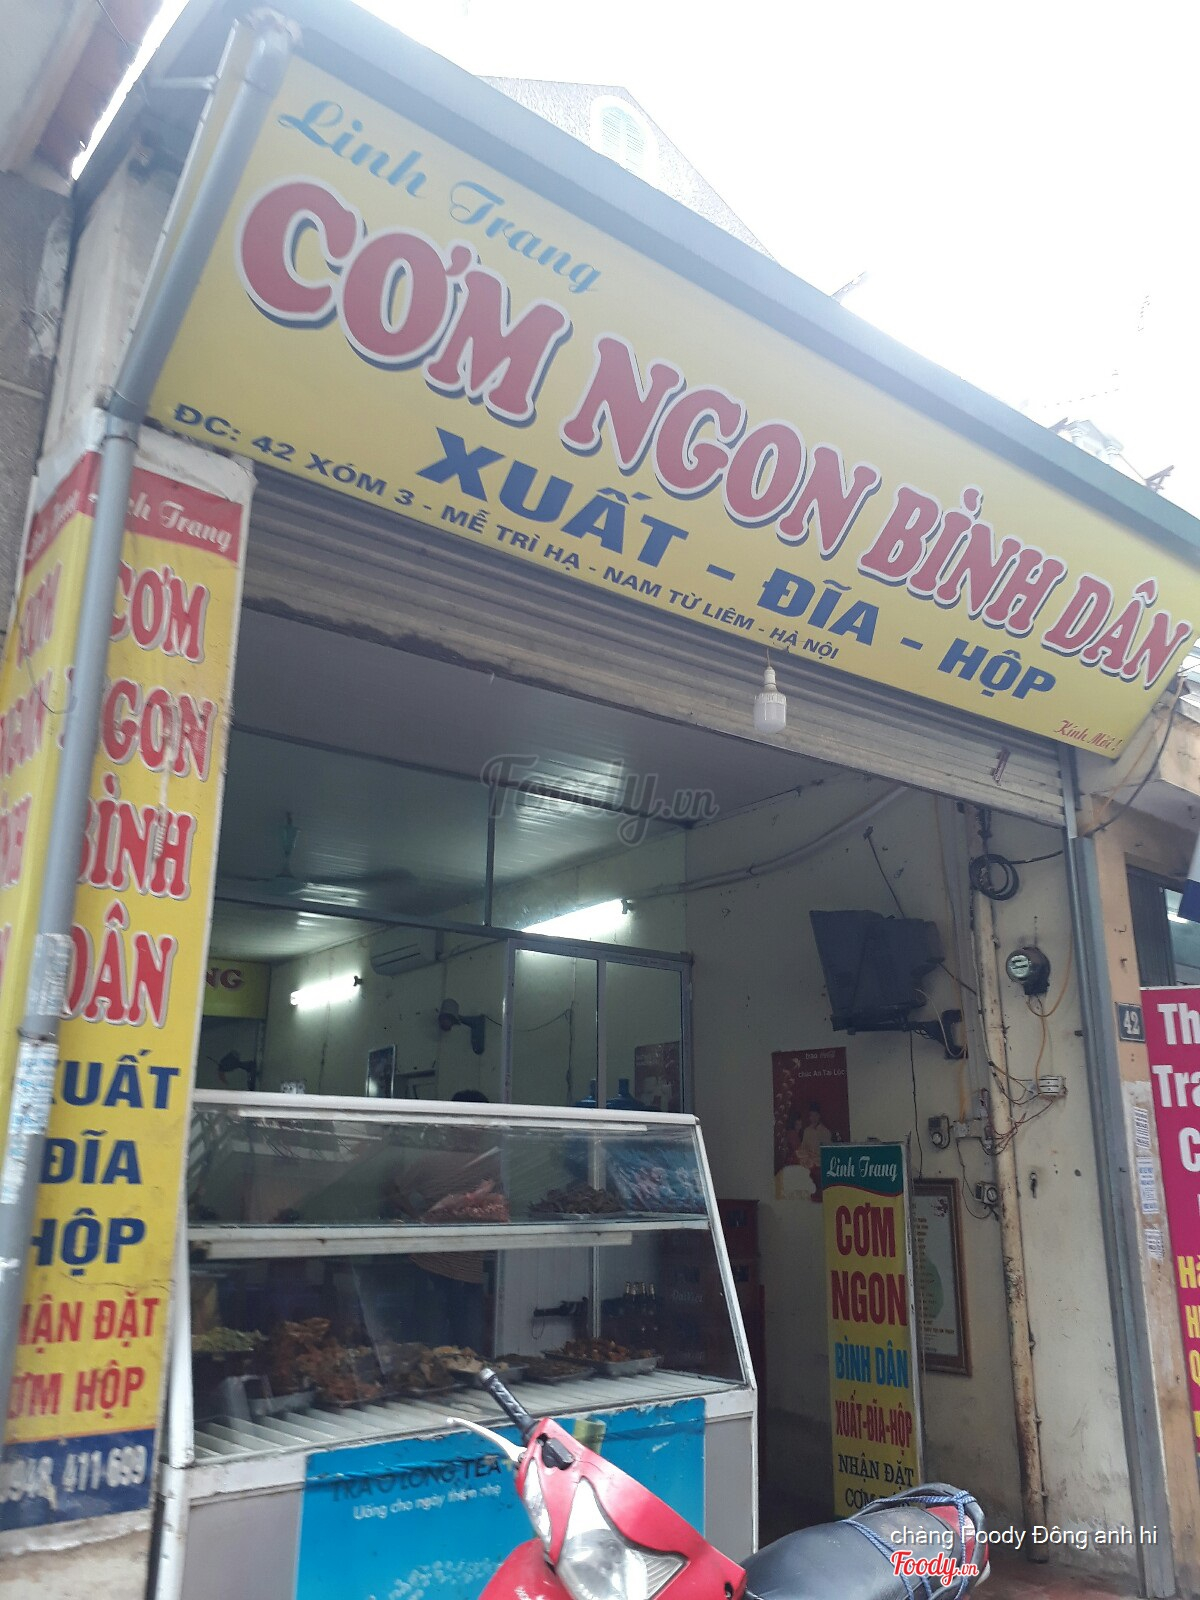 Linh Trang
CƠM NGON BÌNH DÂN
XUẤT - ĐĨA - HỘP
ĐC: 42 XÓM 3 - MỄ TRÌ HẠ - NAM TỪ LIÊM - HÀ NỘI
Kính Mời!
Linh Trang
CƠM
NGON
BÌNH
DÂN
XUẤT
ĐĨA
HỘP
NHẬN ĐẶT
CƠM HỘP
0948 411-699
Foody.vn
42
Linh Trang
CƠM
NGON
BÌNH DÂN
XUẤT-ĐĨA-HỘP
NHẬN ĐẶT
CƠM
TRÀ Ô LONG TEA+
Uống cho ngày thêm nhẹ
chàng Foody Đông anh hi
Foody.vn